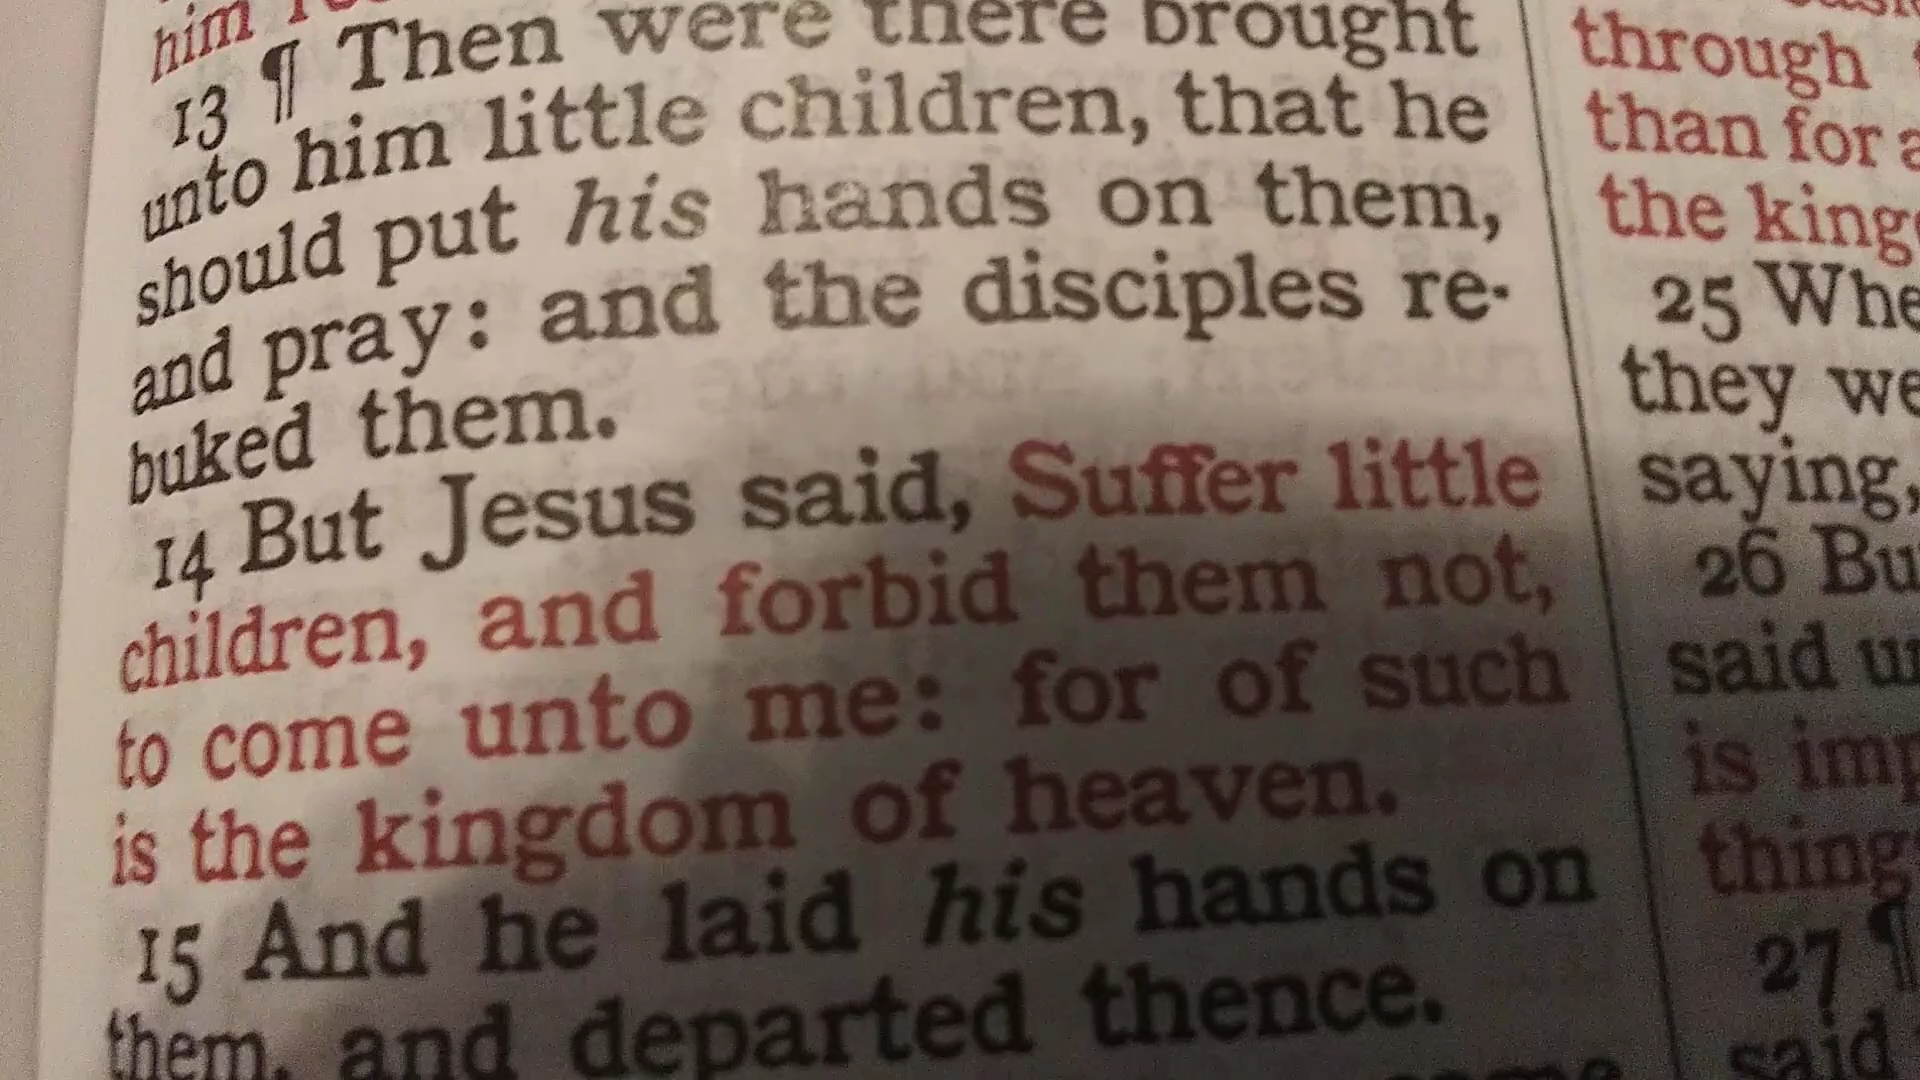 him
13 ¶ Then were there brought
unto him little children, that he
should put his hands on them,
and pray: and the disciples re-
buked them.
14 But Jesus said, Suffer little
children, and forbid them not,
to come unto me: for of such
is the kingdom of heaven.
15 And he laid his hands on
them, and departed thence.
through
than for a
the king
25 Whe
they we
saying,
26 Bu
said un
is imp
thing
27 ¶
said